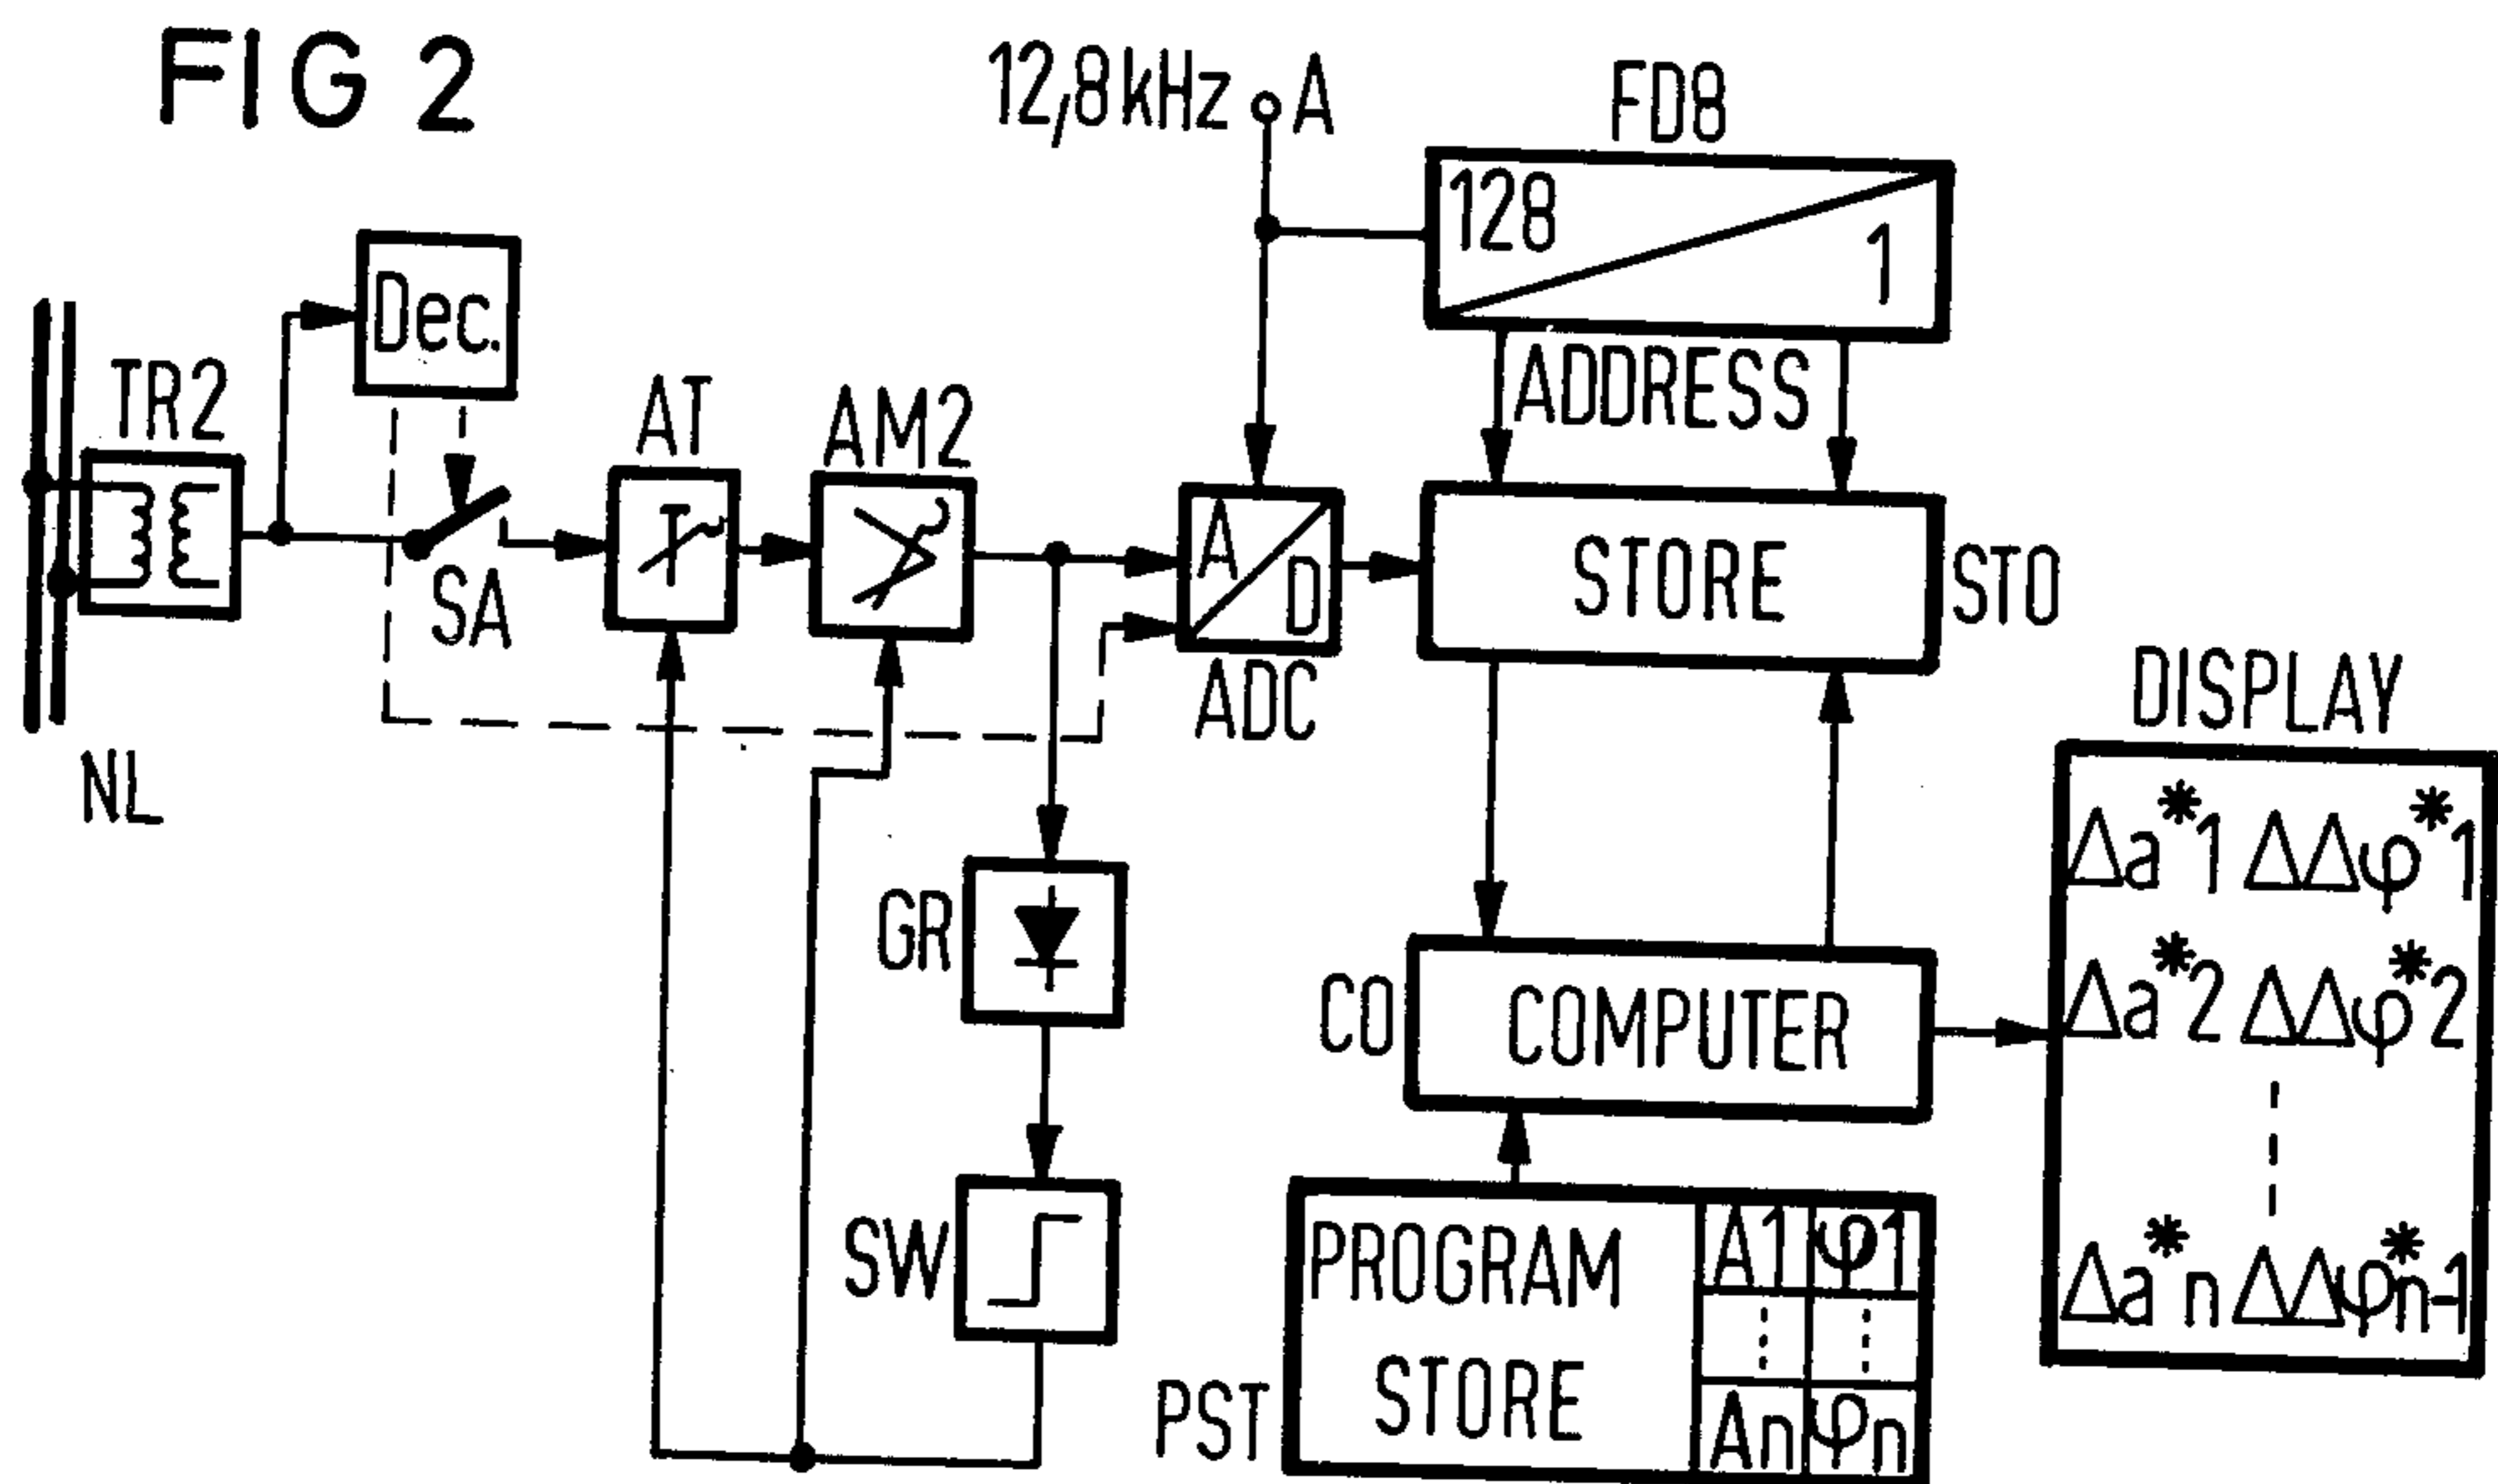 FIG 2
12,8 kHz A
FD8
128
1
Dec.
ADDRESS
TR2
AT
AM2
SA
A
D
ADC
STORE
STO
NL
DISPLAY
Δa*1 ΔΔφ*1
Δa*2 ΔΔφ*2
Δa*n ΔΔφ*n-1
GR
CO
COMPUTER
SW
PROGRAM
STORE
A1 φ1
An φn
PST